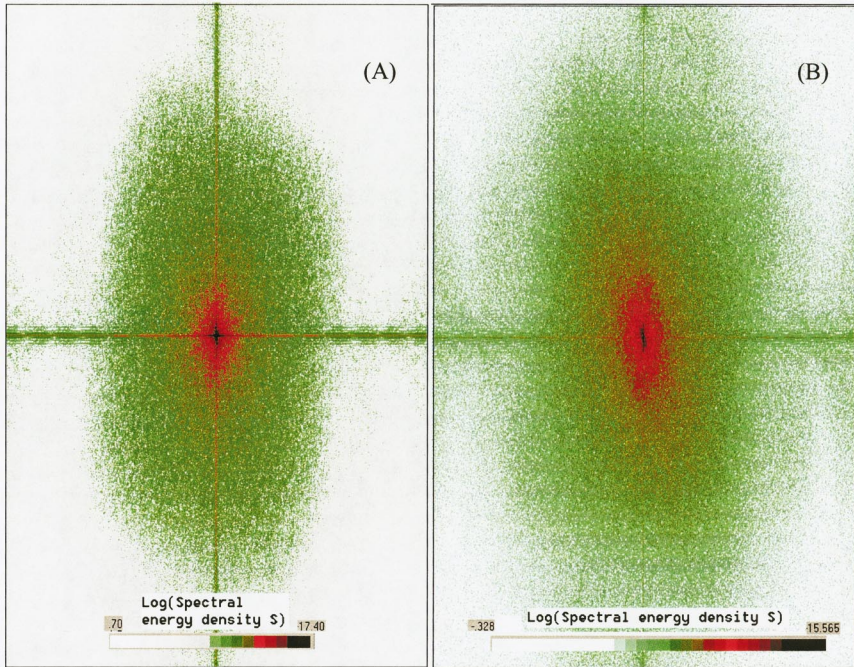 (A)
(B)
Log(Spectral
energy density S)
.70
17.40
Log(Spectral energy density S)
-.328
15.565